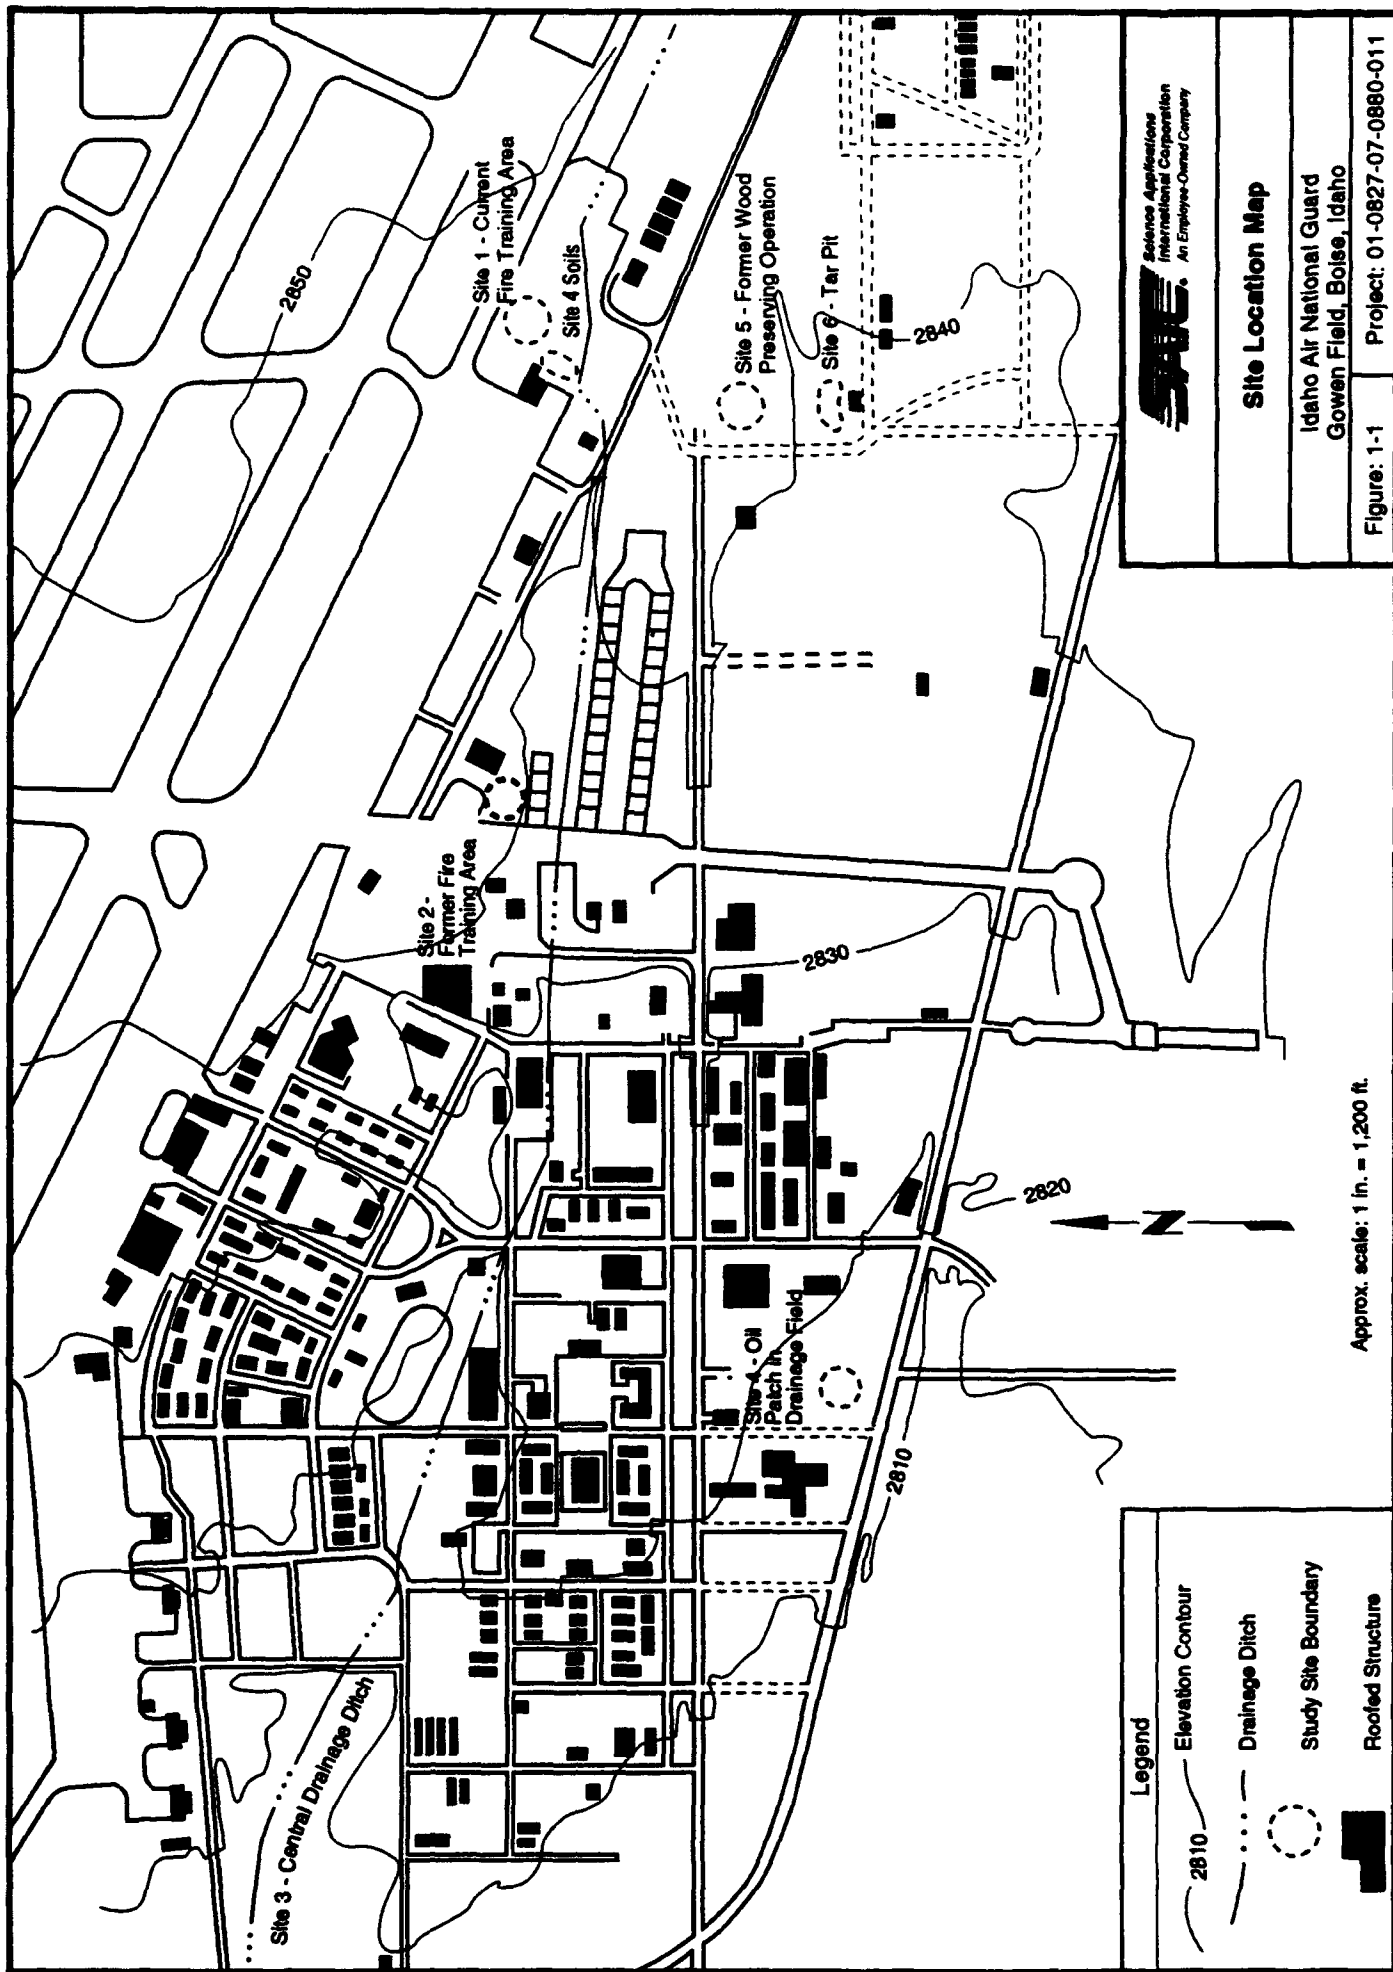 2850
Site 1 - Current
Fire Training Area
Site 4 Soils
Site 5 - Former Wood
Preserving Operation
Site 6 - Tar Pit
2840
Site 2 -
Former Fire
Training Area
2830
2820
Site 4 - Oil
Patch in
Drainage Field
2810
Site 3 - Central Drainage Ditch
N
Approx. scale: 1 in. = 1,200 ft.
Legend
2810
Elevation Contour
Drainage Ditch
Study Site Boundary
Roofed Structure
SAIC
Science Applications
International Corporation
An Employee-Owned Company
Site Location Map
Idaho Air National Guard
Gowen Field, Boise, Idaho
Figure: 1-1
Project: 01-0827-07-0880-011